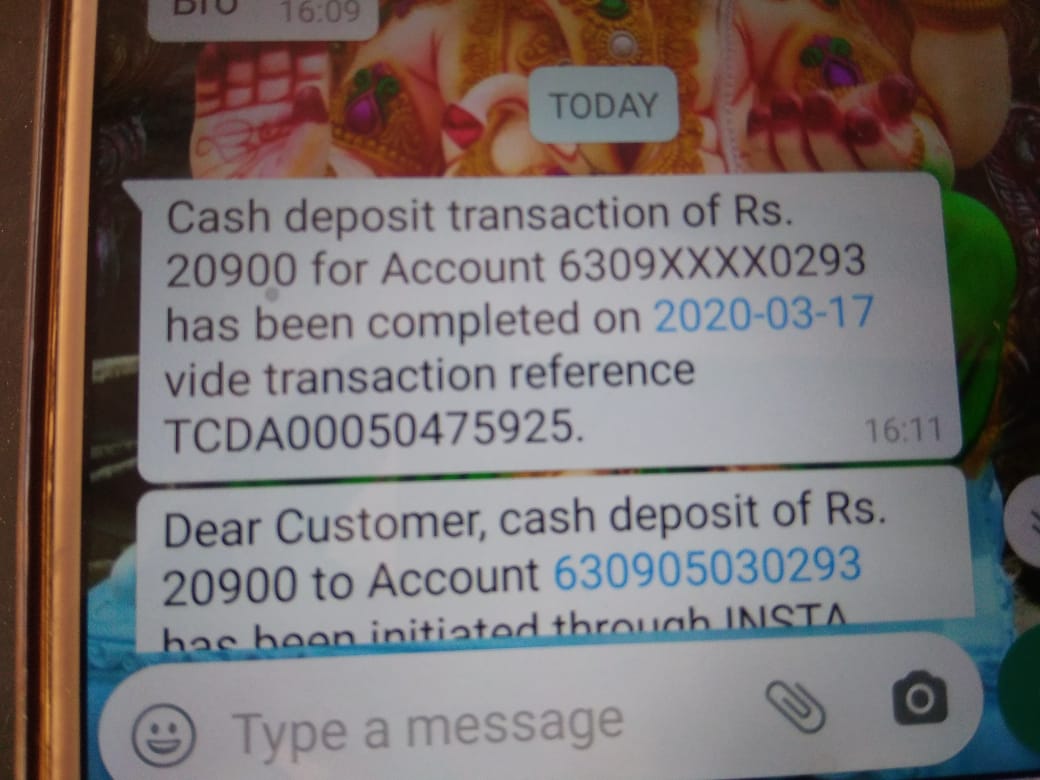 Bro 16:09
TODAY
Cash deposit transaction of Rs.
20900 for Account 6309XXXX0293
has been completed on 2020-03-17
vide transaction reference
TCDA00050475925.
16:11
Dear Customer, cash deposit of Rs.
20900 to Account 630905030293
has been initiated through INSTA
Type a message